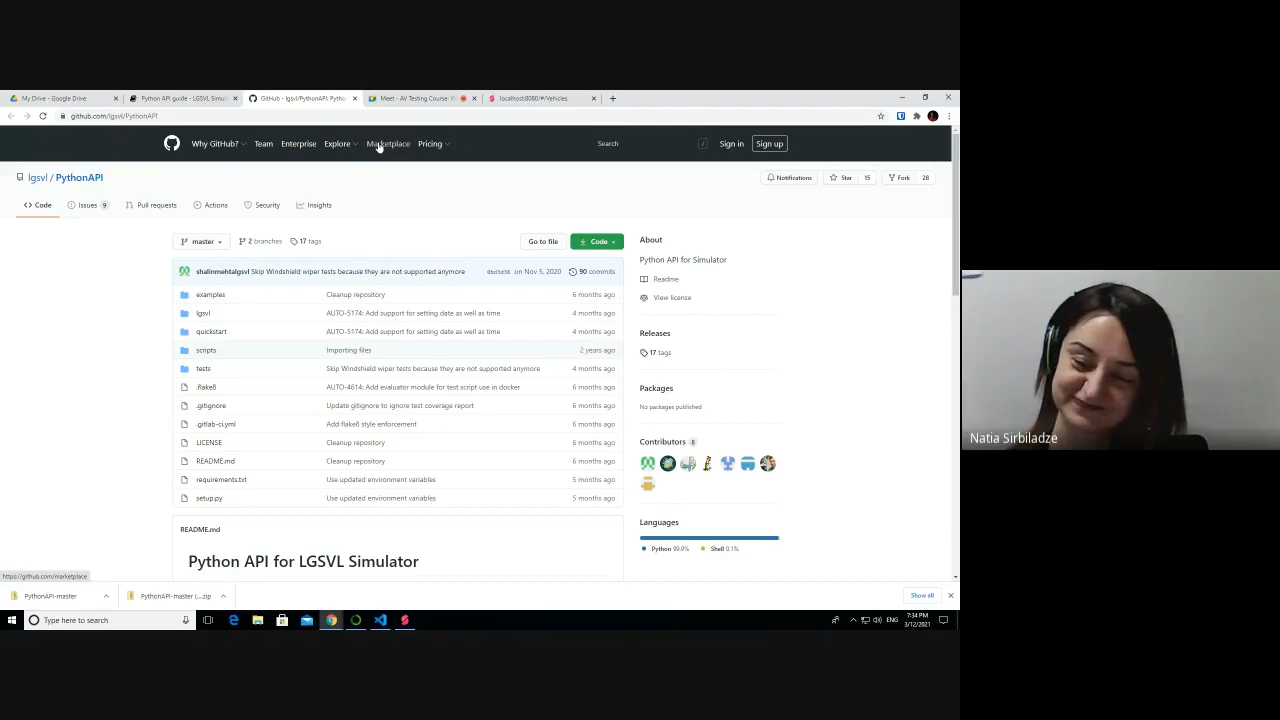 My Drive - Google Drive
Python API guide - LGSVL Simul
GitHub - lgsvl/PythonAPI: Pytho
Meet - AV Testing Course: W
localhost:8080/#/Vehicles
github.com/lgsvl/PythonAPI
Why GitHub? Team Enterprise Explore Marketplace Pricing Search / Sign in Sign up
lgsvl / PythonAPI
Notifications Star 15 Fork 28
Code Issues 9 Pull requests Actions Security Insights
master 2 branches 17 tags Go to file Code
shalinmehtalgsvl Skip Windshield wiper tests because they are not supported anymore on Nov 5, 2020 90 commits
examples Cleanup repository 6 months ago
lgsvl AUTO-5174: Add support for setting date as well as time 4 months ago
quickstart AUTO-5174: Add support for setting date as well as time 4 months ago
scripts Importing files 2 years ago
tests Skip Windshield wiper tests because they are not supported anymore 4 months ago
.flake8 AUTO-4614: Add evaluator module for test script use in docker 6 months ago
.gitignore Update gitignore to ignore test coverage report 6 months ago
.gitlab-ci.yml Add flake8 style enforcement 6 months ago
LICENSE Cleanup repository 6 months ago
README.md Cleanup repository 6 months ago
requirements.txt Use updated environment variables 5 months ago
setup.py Use updated environment variables 5 months ago
README.md
Python API for LGSVL Simulator
About
Python API for Simulator
Readme
View license
Releases
17 tags
Packages
No packages published
Contributors 8
Languages
Python 99.9% Shell 0.1%
Natia Sirbiladze
https://github.com/marketplace
PythonAPI-master
PythonAPI-master (....zip
Show all
Type here to search
ENG
7:34 PM
3/12/2021